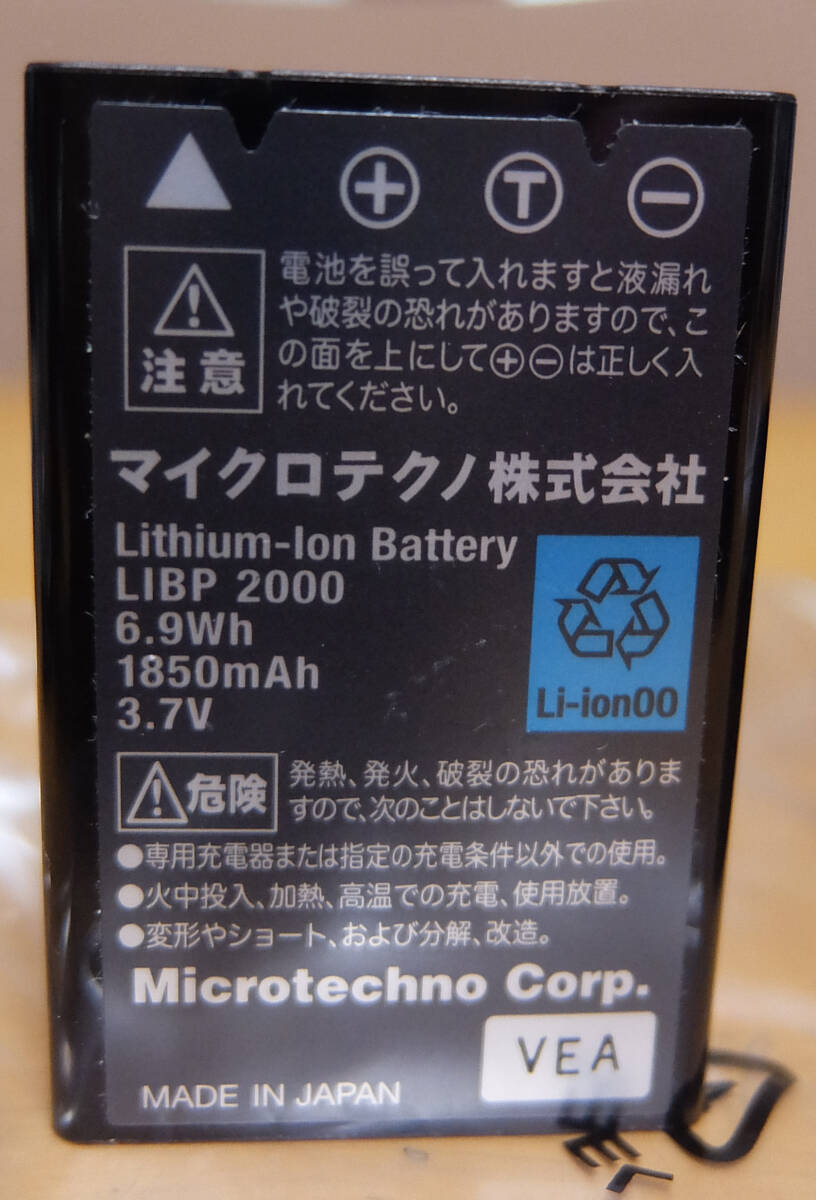 + T −
電池を誤って入れますと液漏れ
や破裂の恐れがありますので、こ
の面を上にして⊕⊖は正しく入
れてください。
注意
マイクロテクノ株式会社
Lithium-Ion Battery
LIBP 2000
6.9Wh
1850mAh
3.7V
Li-ion00
危険
発熱、発火、破裂の恐れがありま
すので、次のことはしないで下さい。
●専用充電器または指定の充電条件以外での使用。
●火中投入、加熱、高温での充電、使用放置。
●変形やショート、および分解、改造。
Microtechno Corp.
VEA
MADE IN JAPAN